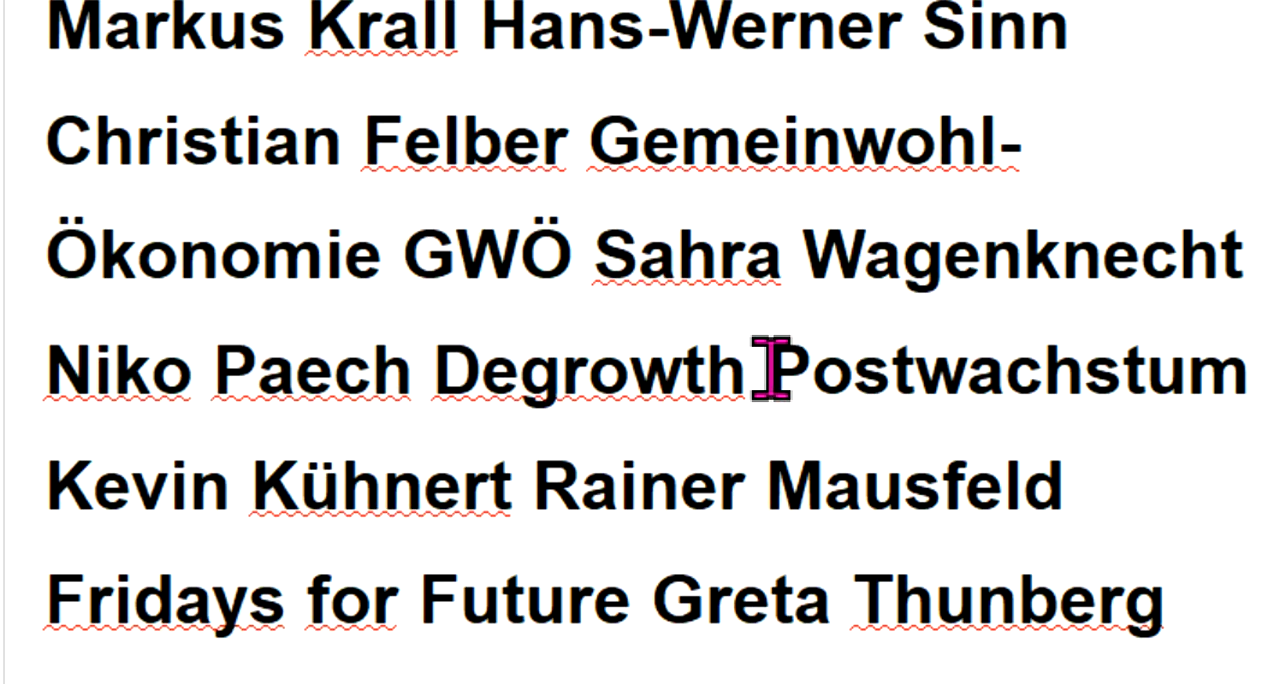 Markus Krall Hans-Werner Sinn
Christian Felber Gemeinwohl-
Ökonomie GWÖ Sahra Wagenknecht
Niko Paech Degrowth Postwachstum
Kevin Kühnert Rainer Mausfeld
Fridays for Future Greta Thunberg